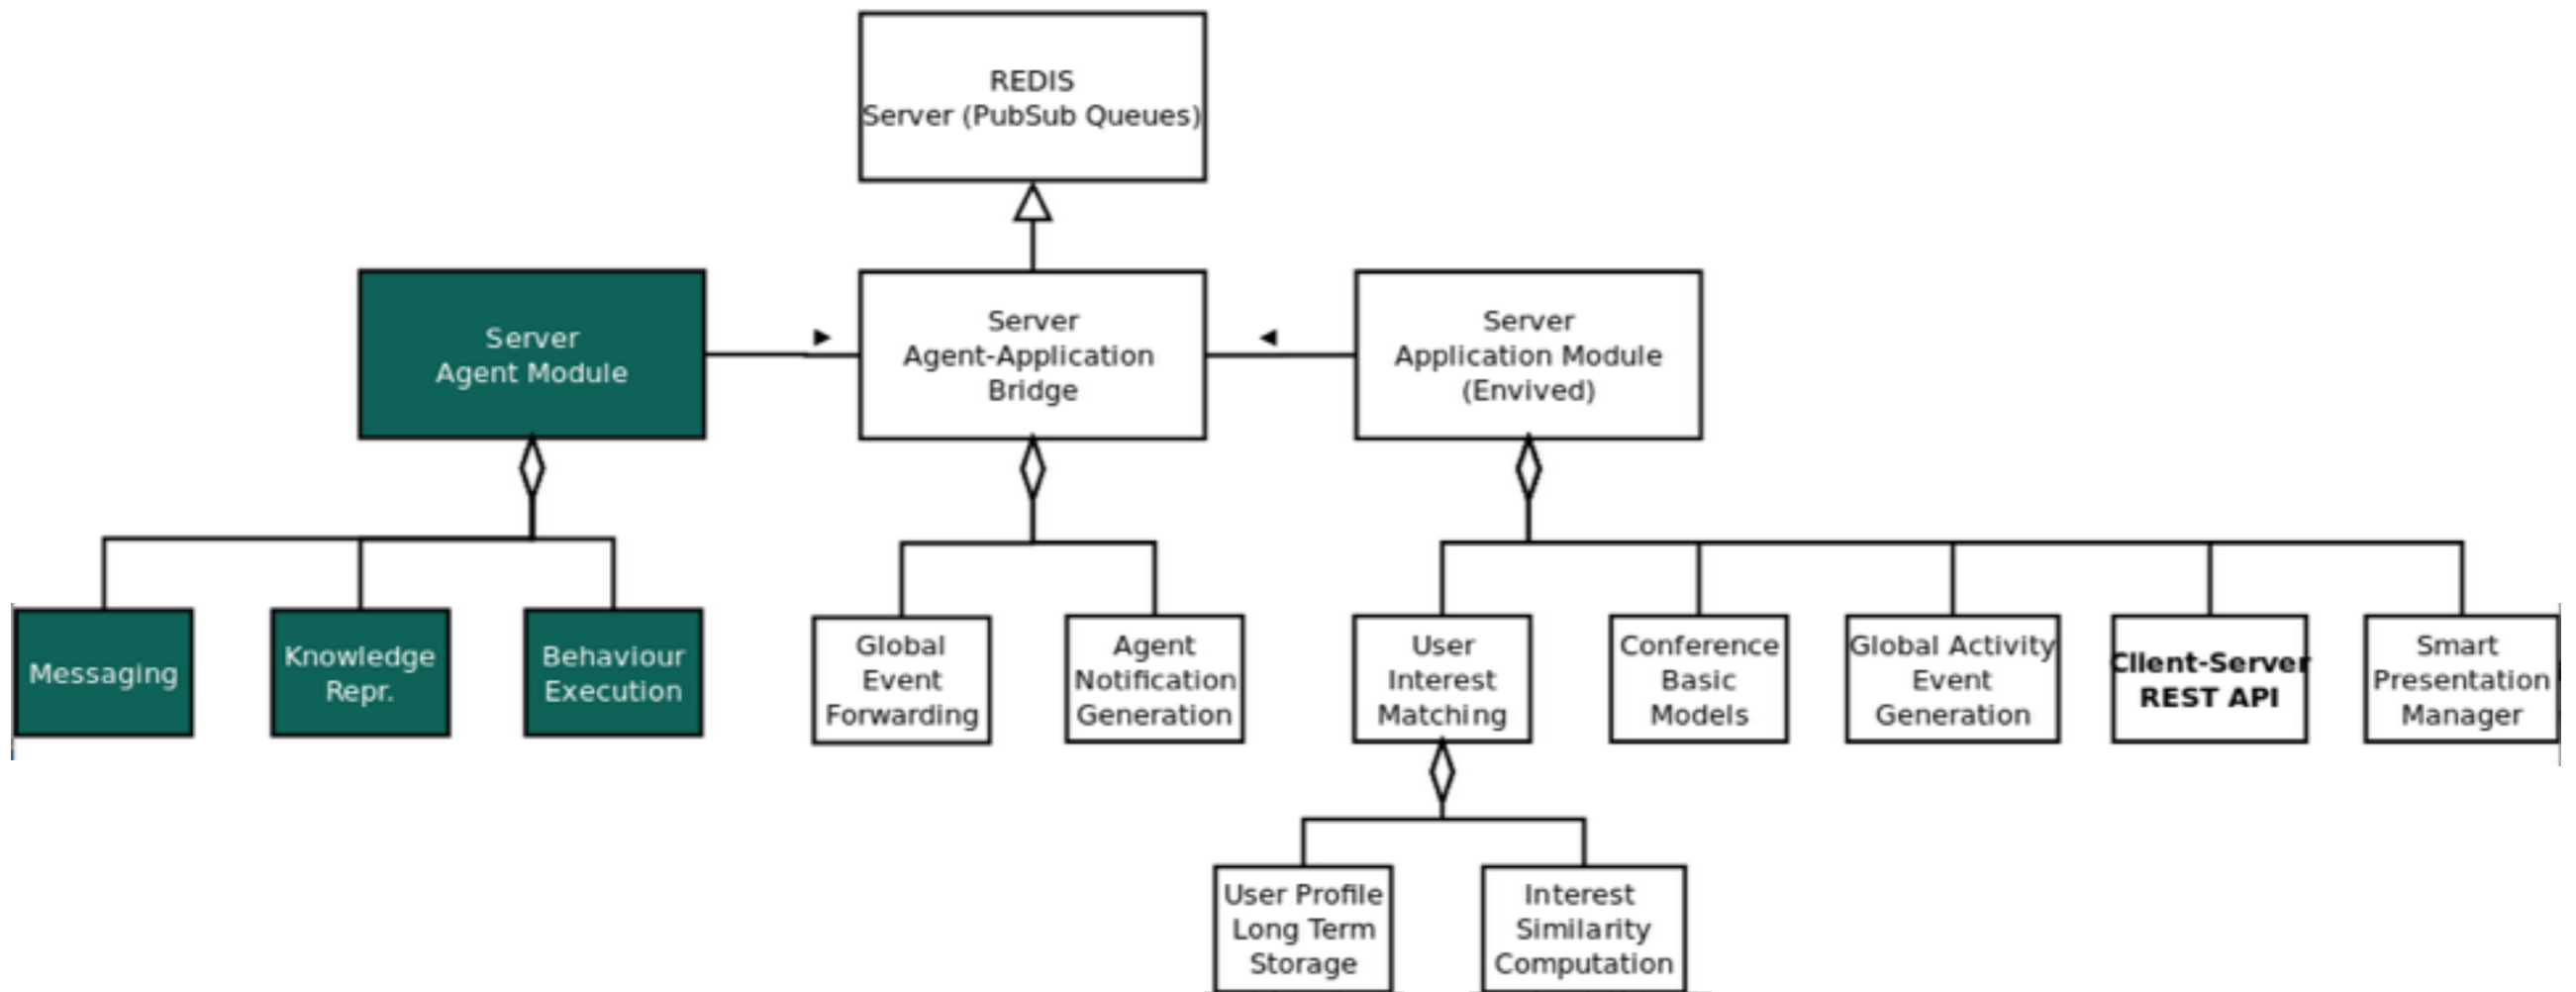 REDIS
Server (PubSub Queues)
Server
Agent Module
Server
Agent-Application
Bridge
Server
Application Module
(Envived)
Messaging
Knowledge
Repr.
Behaviour
Execution
Global
Event
Forwarding
Agent
Notification
Generation
User
Interest
Matching
Conference
Basic
Models
Global Activity
Event
Generation
Client-Server
REST API
Smart
Presentation
Manager
User Profile
Long Term
Storage
Interest
Similarity
Computation